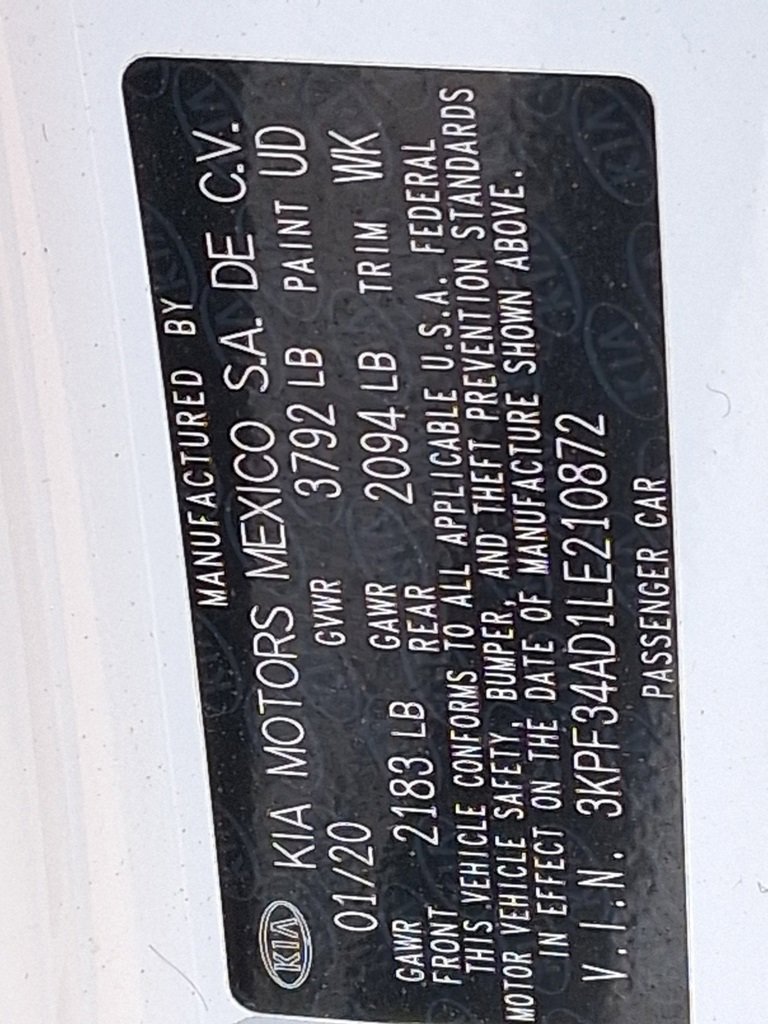 MANUFACTURED BY
KIA KIA MOTORS MEXICO S.A. DE C.V.
01/20 GVWR 3792 LB PAINT UD
GAWR FRONT 2183 LB GAWR REAR 2094 LB TRIM WK
THIS VEHICLE CONFORMS TO ALL APPLICABLE U.S.A. FEDERAL
MOTOR VEHICLE SAFETY, BUMPER, AND THEFT PREVENTION STANDARDS
IN EFFECT ON THE DATE OF MANUFACTURE SHOWN ABOVE.
V.I.N. 3KPF34AD1LE210872
PASSENGER CAR